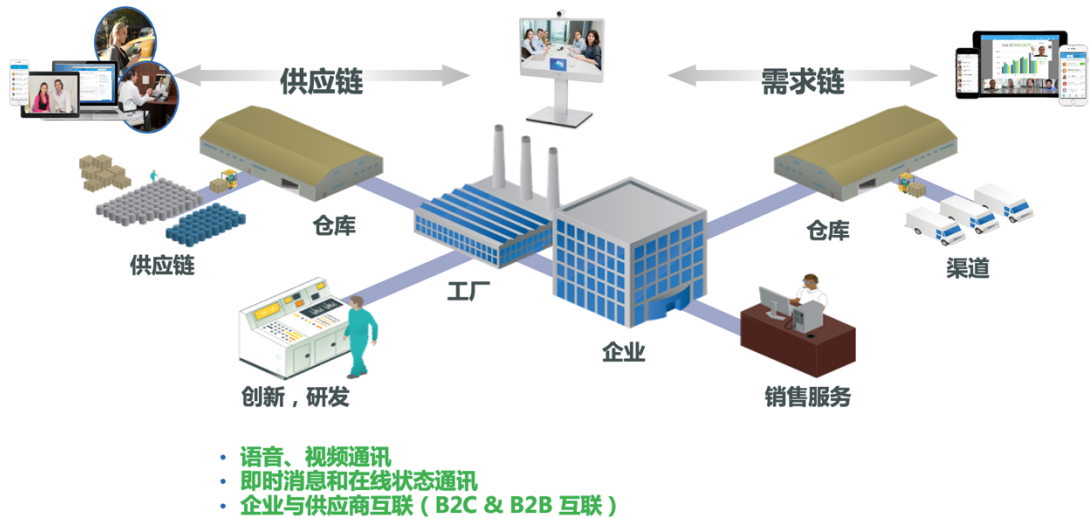 供应链
需求链
仓库
仓库
供应链
渠道
工厂
企业
创新，研发
销售服务
• 语音、视频通讯
• 即时消息和在线状态通讯
• 企业与供应商互联（B2C & B2B 互联）